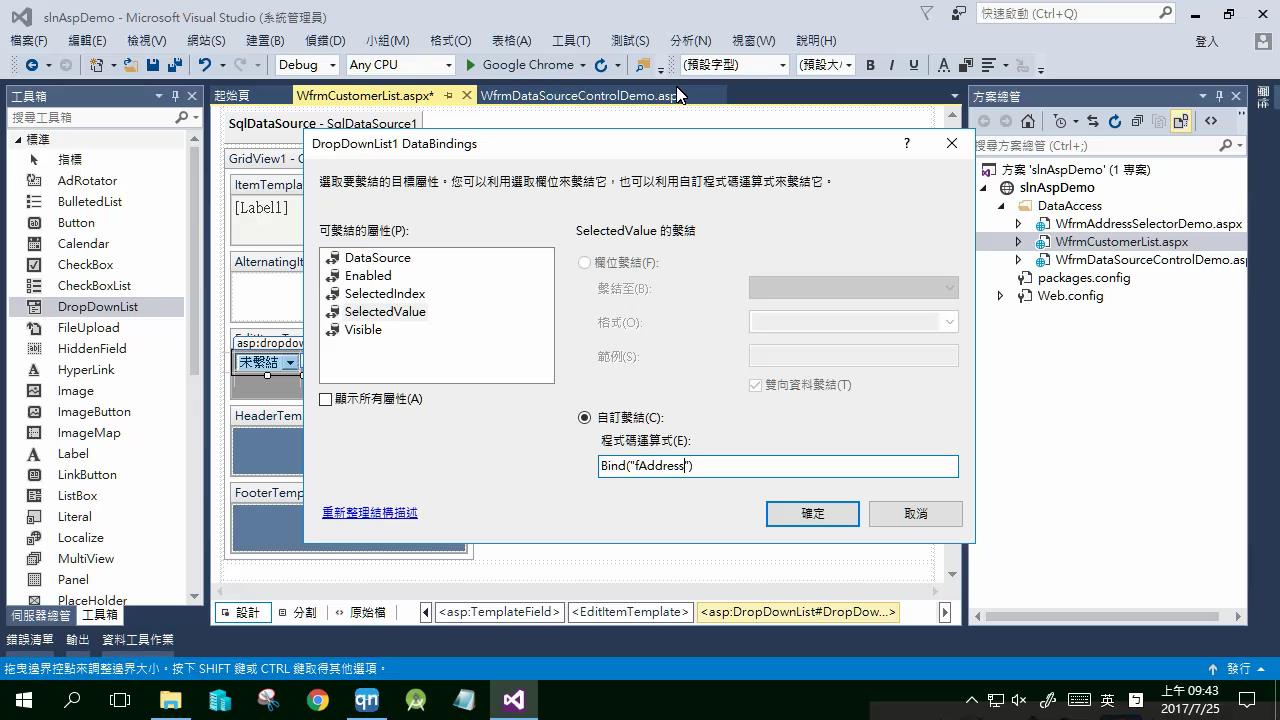 slnAspDemo - Microsoft Visual Studio (系統管理員)
快速啟動 (Ctrl+Q)
檔案(F) 編輯(E) 檢視(V) 網站(S) 建置(B) 偵錯(D) 小組(M) 格式(O) 表格(A) 工具(T) 測試(S) 分析(N) 視窗(W) 說明(H)
登入
Debug Any CPU Google Chrome (預設字型) (預設大 B I U A
工具箱
搜尋工具箱
標準
指標
AdRotator
BulletedList
Button
Calendar
CheckBox
CheckBoxList
DropDownList
FileUpload
HiddenField
HyperLink
Image
ImageButton
ImageMap
Label
LinkButton
ListBox
Literal
Localize
MultiView
Panel
PlaceHolder
伺服器總管 工具箱
起始頁 WfrmCustomerList.aspx* WfrmDataSourceControlDemo.asp
SqlDataSource - SqlDataSource1
GridView1 - C
ItemTempla
[Label1]
AlternatingIt
asp:dropdow
未繫結
HeaderTem
FooterTemp
DropDownList1 DataBindings
?
選取要繫結的目標屬性。您可以利用選取欄位來繫結它，也可以利用自訂程式碼運算式來繫結它。
可繫結的屬性(P):
DataSource
Enabled
SelectedIndex
SelectedValue
Visible
顯示所有屬性(A)
重新整理結構描述
SelectedValue 的繫結
欄位繫結(F):
繫結至(B):
格式(O):
範例(S):
雙向資料繫結(T)
自訂繫結(C):
程式碼運算式(E):
Bind("fAddress")
確定 取消
設計 分割 原始檔 <asp:TemplateField> <EditItemTemplate> <asp:DropDownList#DropDow...>
方案總管
搜尋方案總管 (Ctrl+;)
方案 'slnAspDemo' (1 專案)
slnAspDemo
DataAccess
WfrmAddressSelectorDemo.aspx
WfrmCustomerList.aspx
WfrmDataSourceControlDemo.asp
packages.config
Web.config
錯誤清單 輸出 資料工具作業
拖曳邊界控點來調整邊界大小。按下 SHIFT 鍵或 CTRL 鍵取得其他選項。
發行
qn
英
上午 09:43
2017/7/25